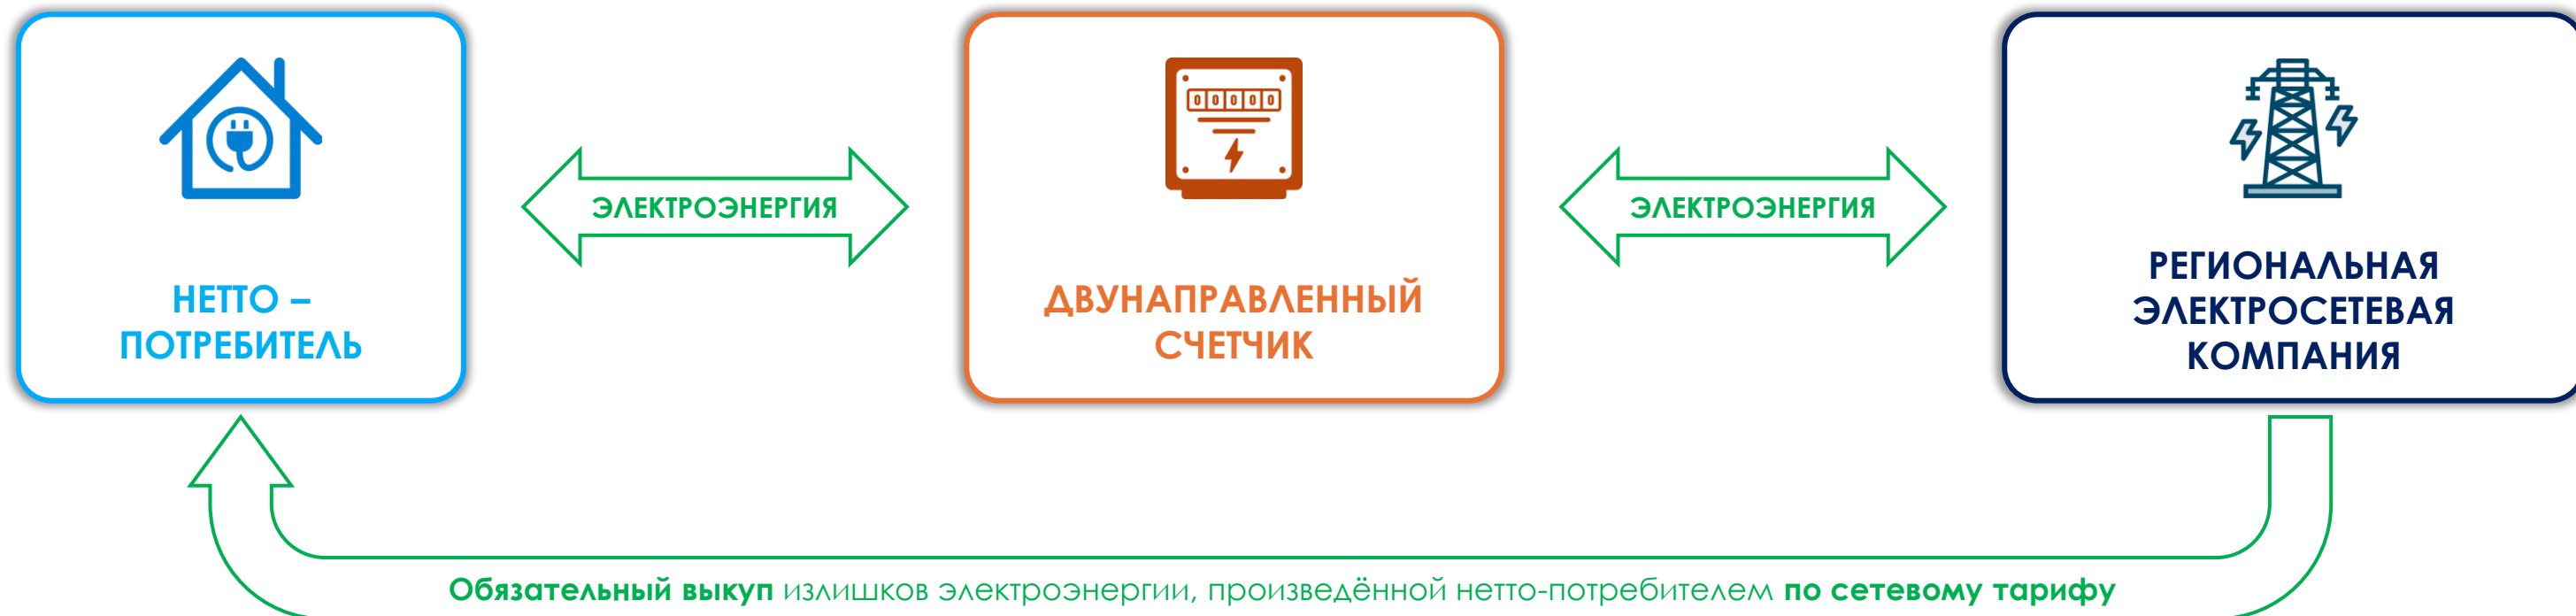 00000
НЕТТО –
ПОТРЕБИТЕЛЬ
ЭЛЕКТРОЭНЕРГИЯ
ДВУНАПРАВЛЕННЫЙ
СЧЕТЧИК
ЭЛЕКТРОЭНЕРГИЯ
РЕГИОНАЛЬНАЯ
ЭЛЕКТРОСЕТЕВАЯ
КОМПАНИЯ
Обязательный выкуп излишков электроэнергии, произведённой нетто-потребителем по сетевому тарифу